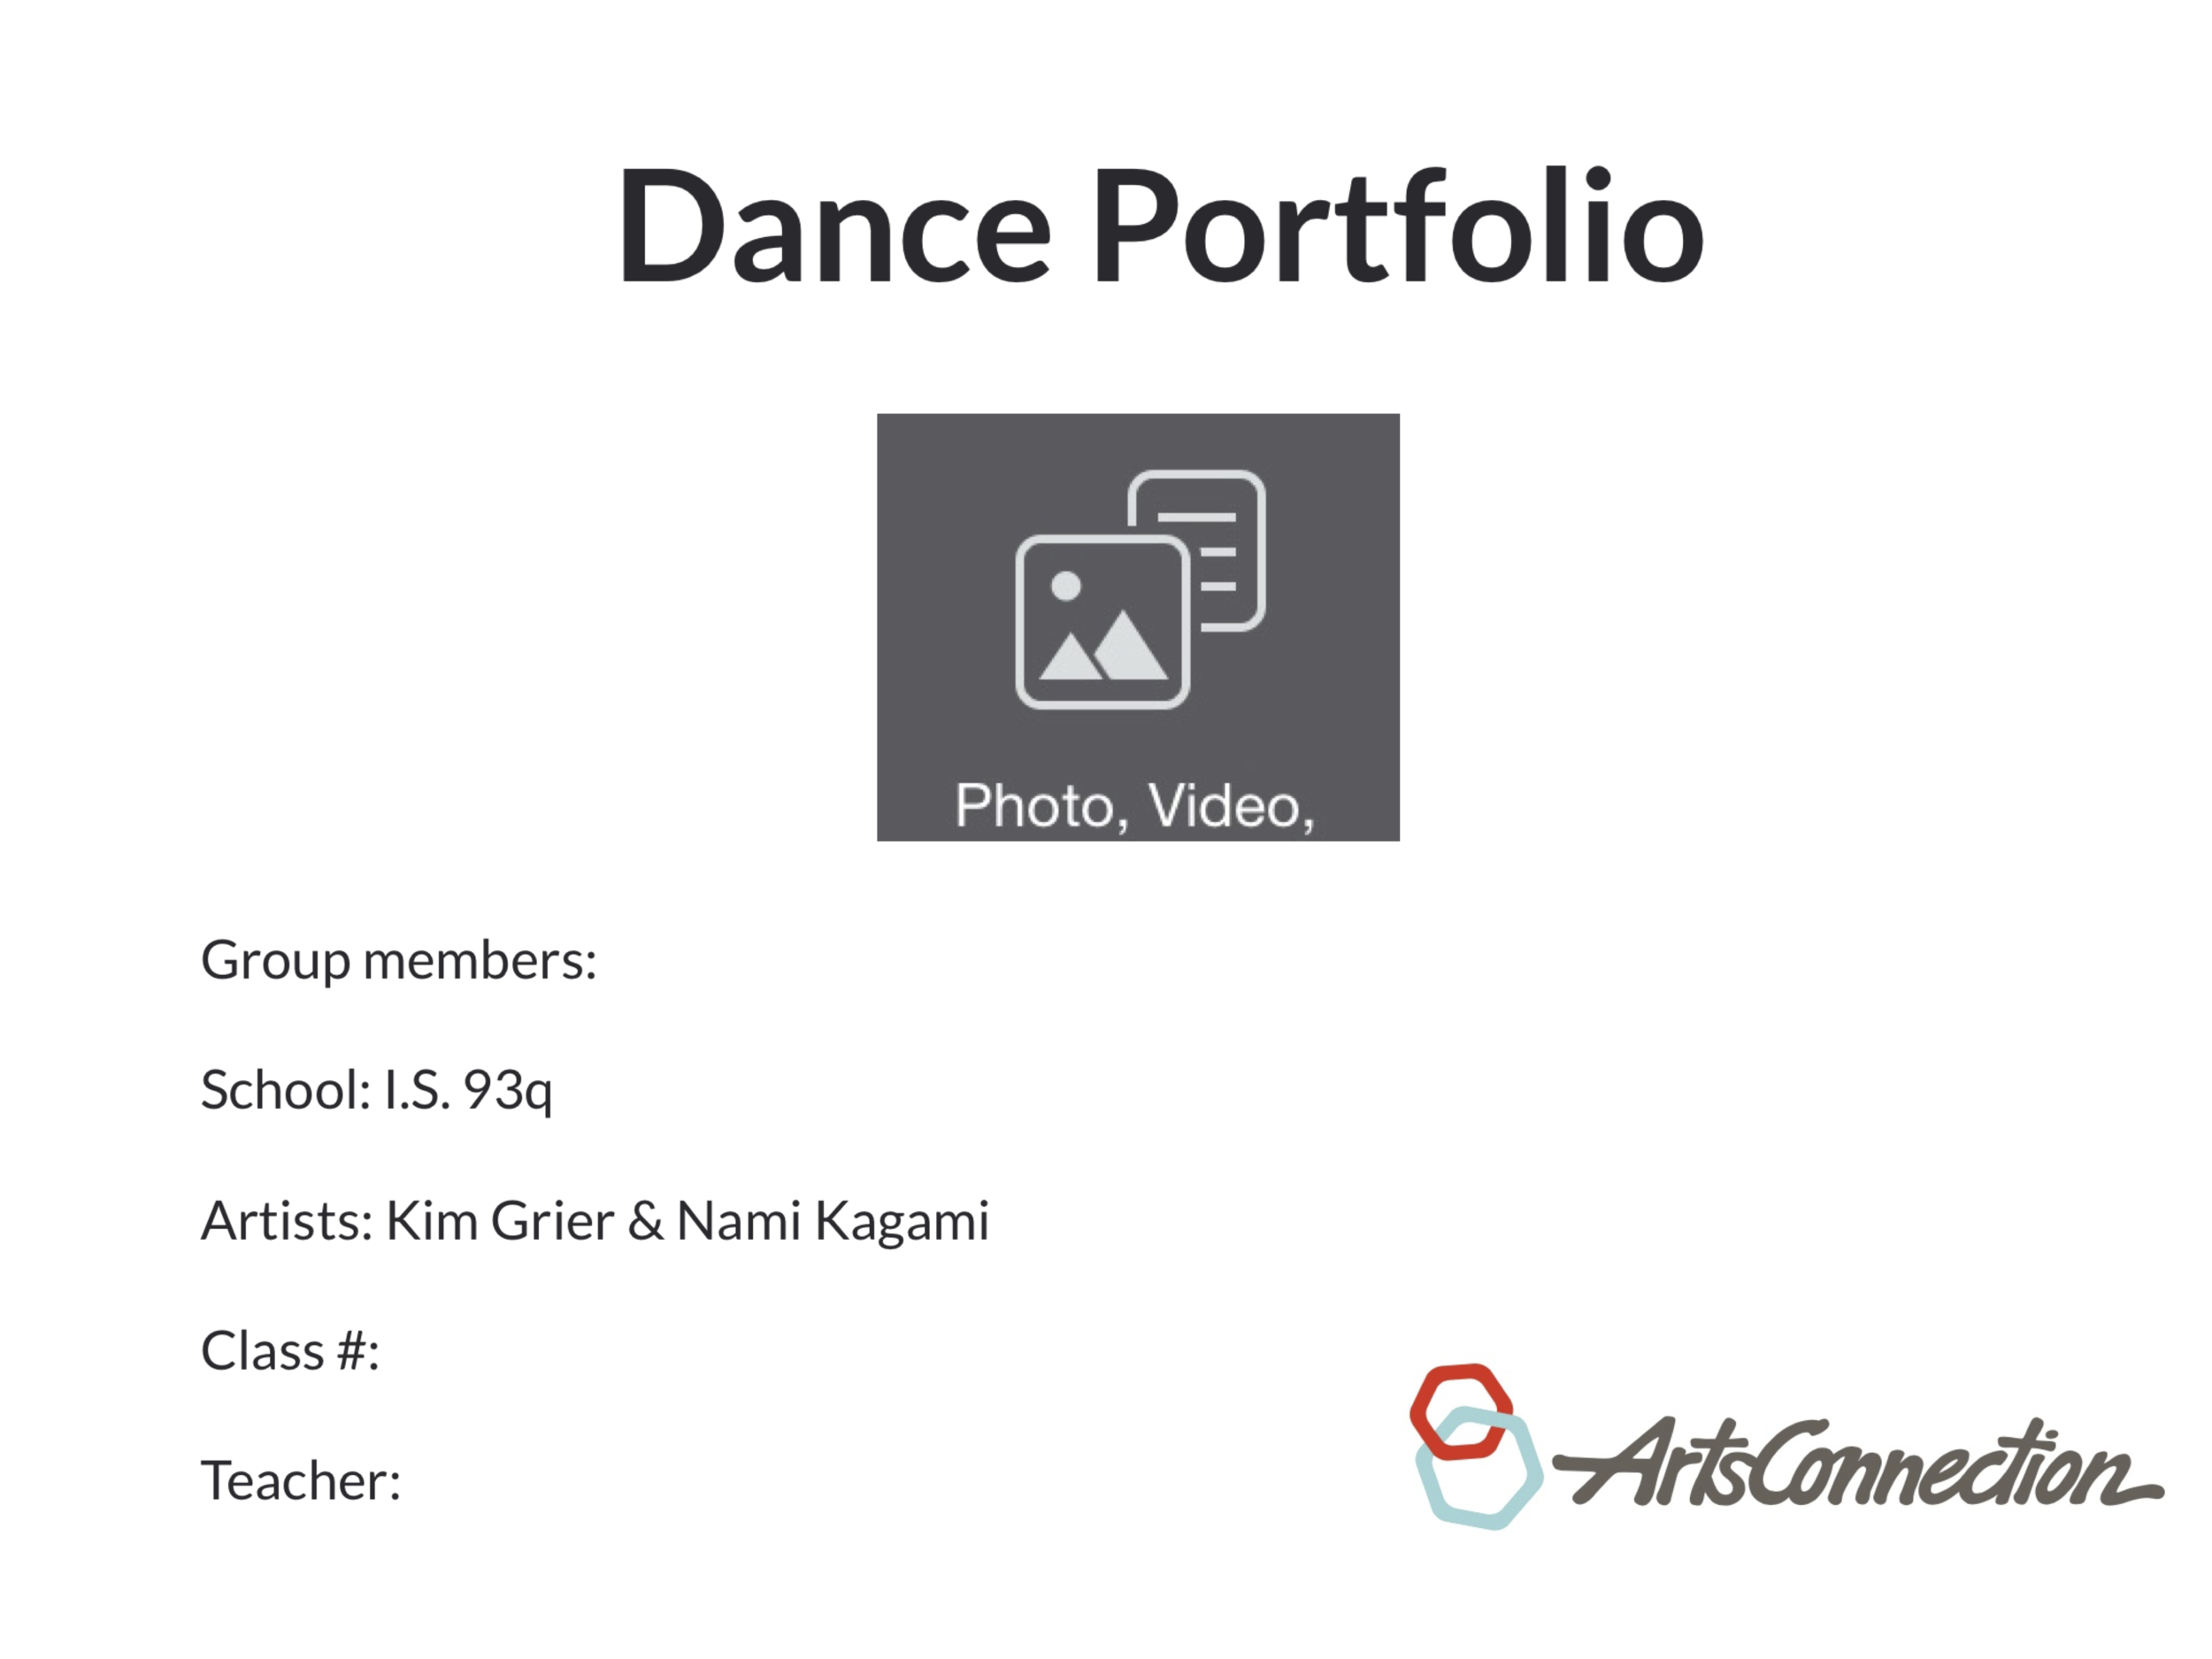 Dance Portfolio
Photo, Video,
Group members:
School: I.S. 93q
Artists: Kim Grier & Nami Kagami
Class #:
Teacher:
ArtsConnection